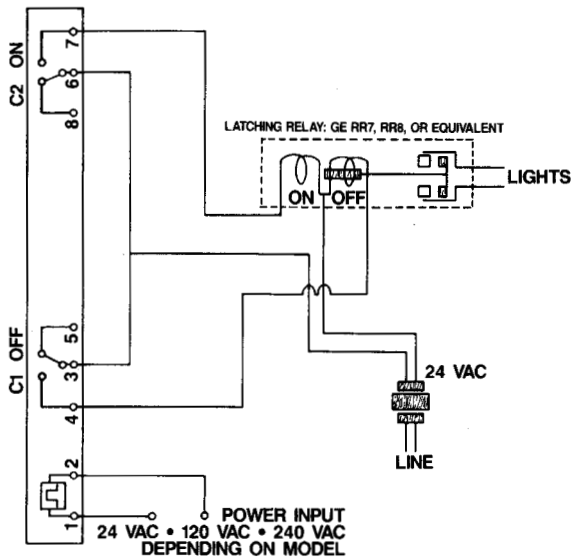 C2 ON
7
6
8
LATCHING RELAY: GE RR7, RR8, OR EQUIVALENT
ON OFF
LIGHTS
C1 OFF
5
3
4
24 VAC
LINE
2
1
POWER INPUT
24 VAC • 120 VAC • 240 VAC
DEPENDING ON MODEL